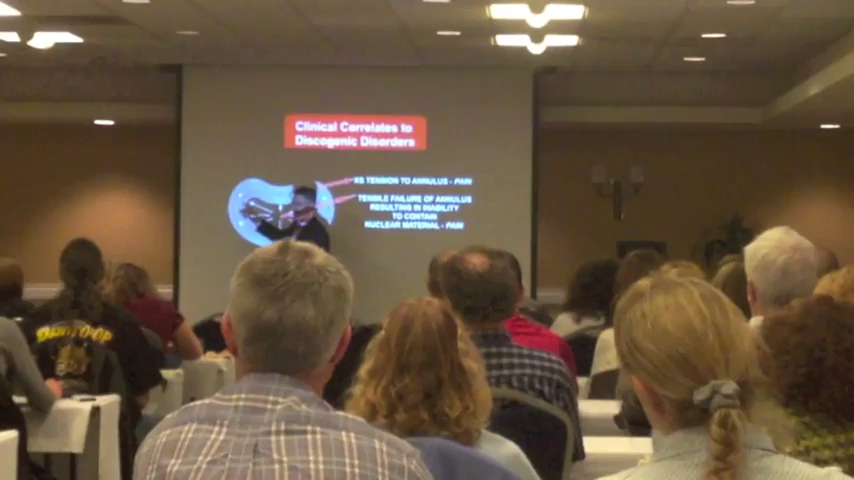 Clinical Correlates to
Discogenic Disorders
TENSION TO ANNULUS - PAIN
TENSILE FAILURE OF ANNULUS
RESULTING IN INABILITY
TO CONTAIN
NUCLEAR MATERIAL - PAIN